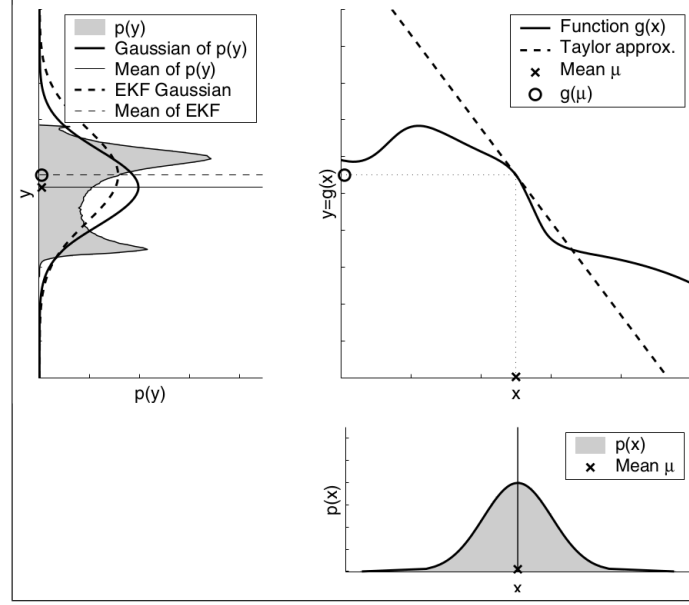 p(y)
Gaussian of p(y)
Mean of p(y)
EKF Gaussian
Mean of EKF
y
p(y)
Function g(x)
Taylor approx.
Mean μ
g(μ)
y=g(x)
x
p(x)
Mean μ
p(x)
x